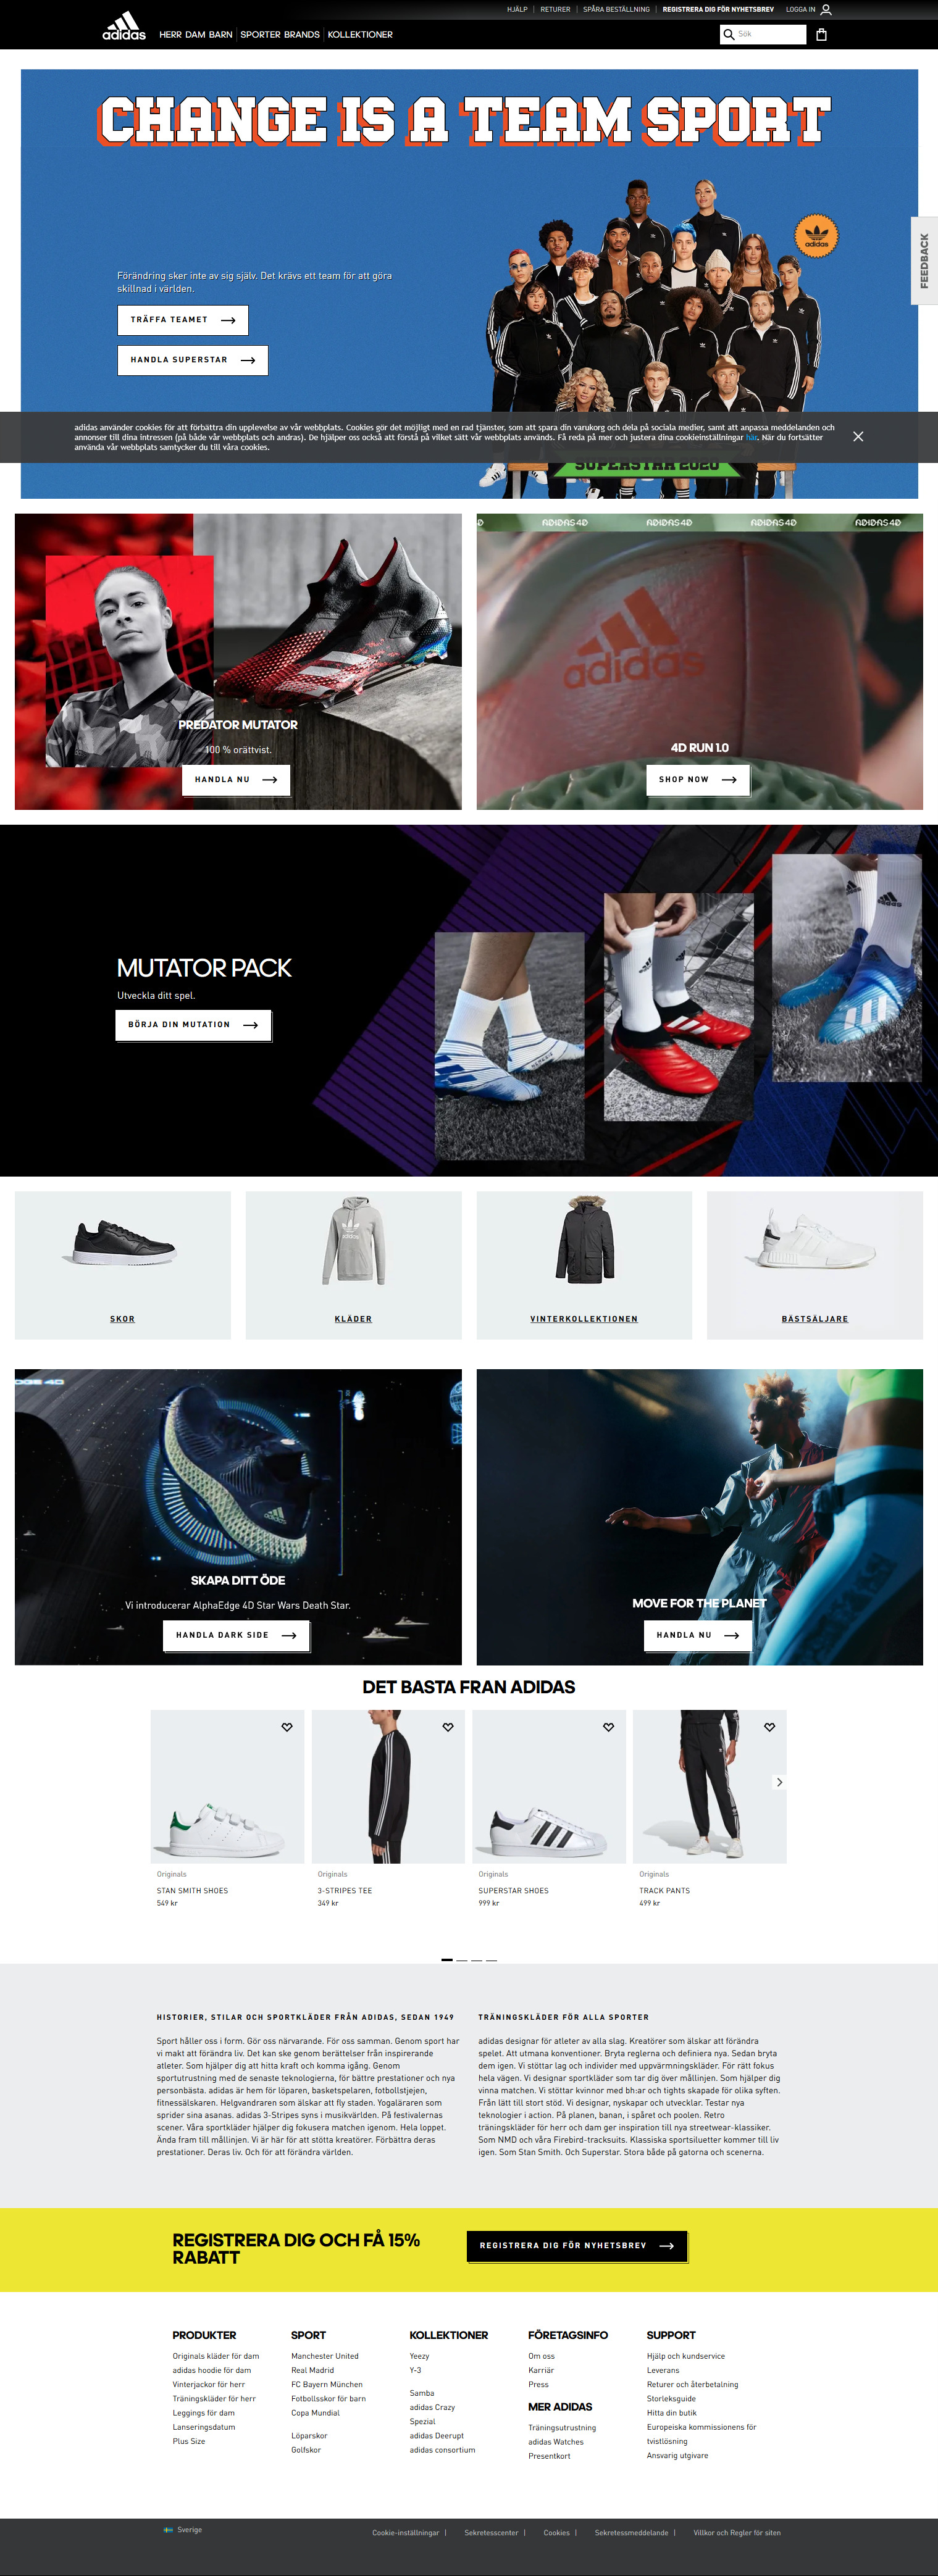 HJÄLP | RETURER | SPÅRA BESTÄLLNING | REGISTRERA DIG FÖR NYHETSBREV LOGGA IN
adidas
HERR DAM BARN | SPORTER BRANDS | KOLLEKTIONER
Sök
CHANGE IS A TEAM SPORT
adidas
FEEDBACK
Förändring sker inte av sig själv. Det krävs ett team för att göra
skillnad i världen.
TRÄFFA TEAMET
HANDLA SUPERSTAR
adidas använder cookies för att förbättra din upplevelse av vår webbplats. Cookies gör det möjligt med en rad tjänster, som att spara din varukorg och dela på sociala medier, samt att anpassa meddelanden och
annonser till dina intressen (på både vår webbplats och andras). De hjälper oss också att förstå på vilket sätt vår webbplats används. Få reda på mer och justera dina cookieinställningar här. När du fortsätter
använda vår webbplats samtycker du till våra cookies.
SUPERSTAR 2020
ADIDAS4D ADIDAS4D ADIDAS4D ADIDAS4D
adidas
PREDATOR MUTATOR
100 % orättvist.
HANDLA NU
4D RUN 1.0
SHOP NOW
MUTATOR PACK
Utveckla ditt spel.
BÖRJA DIN MUTATION
SKOR
KLÄDER
VINTERKOLLEKTIONEN
BÄSTSÄLJARE
SKAPA DITT ÖDE
Vi introducerar AlphaEdge 4D Star Wars Death Star.
HANDLA DARK SIDE
MOVE FOR THE PLANET
HANDLA NU
DET BASTA FRAN ADIDAS
Originals
STAN SMITH SHOES
549 kr
Originals
3-STRIPES TEE
349 kr
Originals
SUPERSTAR SHOES
999 kr
Originals
TRACK PANTS
499 kr
HISTORIER, STILAR OCH SPORTKLÄDER FRÅN ADIDAS, SEDAN 1949
Sport håller oss i form. Gör oss närvarande. För oss samman. Genom sport har
vi makt att förändra liv. Det kan ske genom berättelser från inspirerande
atleter. Som hjälper dig att hitta kraft och komma igång. Genom
sportutrustning med de senaste teknologierna, för bättre prestationer och nya
personbästa. adidas är hem för löparen, basketspelaren, fotbollstjejen,
fitnessälskaren. Helgvandraren som älskar att fly staden. Yogaläraren som
sprider sina asanas. adidas 3-Stripes syns i musikvärlden. På festivalernas
scener. Våra sportkläder hjälper dig fokusera matchen igenom. Hela loppet.
Ända fram till mållinjen. Vi är här för att stötta kreatörer. Förbättra deras
prestationer. Deras liv. Och för att förändra världen.
TRÄNINGSKLÄDER FÖR ALLA SPORTER
adidas designar för atleter av alla slag. Kreatörer som älskar att förändra
spelet. Att utmana konventioner. Bryta reglerna och definiera nya. Sedan bryta
dem igen. Vi stöttar lag och individer med uppvärmningskläder. För rätt fokus
hela vägen. Vi designar sportkläder som tar dig över mållinjen. Som hjälper dig
vinna matchen. Vi stöttar kvinnor med bh:ar och tights skapade för olika syften.
Från lätt till stort stöd. Vi designar, nyskapar och utvecklar. Testar nya
teknologier i action. På planen, banan, i spåret och poolen. Retro
träningskläder för herr och dam ger inspiration till nya streetwear-klassiker.
Som NMD och våra Firebird-tracksuits. Klassiska sportsiluetter kommer till liv
igen. Som Stan Smith. Och Superstar. Stora både på gatorna och scenerna.
REGISTRERA DIG OCH FÅ 15%
RABATT
REGISTRERA DIG FÖR NYHETSBREV
PRODUKTER
Originals kläder för dam
adidas hoodie för dam
Vinterjackor för herr
Träningskläder för herr
Leggings för dam
Lanseringsdatum
Plus Size
SPORT
Manchester United
Real Madrid
FC Bayern München
Fotbollsskor för barn
Copa Mundial
Löparskor
Golfskor
KOLLEKTIONER
Yeezy
Y-3
Samba
adidas Crazy
Spezial
adidas Deerupt
adidas consortium
FÖRETAGSINFO
Om oss
Karriär
Press
MER ADIDAS
Träningsutrustning
adidas Watches
Presentkort
SUPPORT
Hjälp och kundservice
Leverans
Returer och återbetalning
Storleksguide
Hitta din butik
Europeiska kommissionens för
tvistlösning
Ansvarig utgivare
Sverige
Cookie-inställningar | Sekretesscenter | Cookies | Sekretessmeddelande | Villkor och Regler för siten